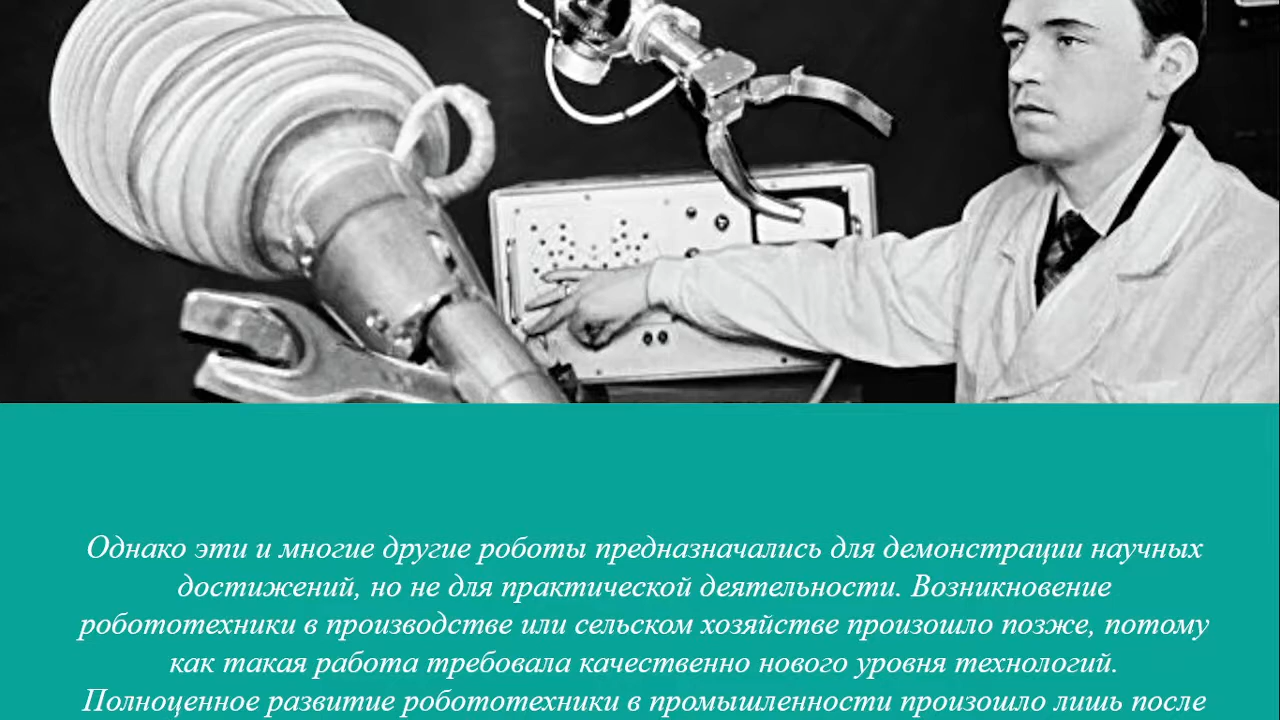 Однако эти и многие другие роботы предназначались для демонстрации научных
достижений, но не для практической деятельности. Возникновение
робототехники в производстве или сельском хозяйстве произошло позже, потому
как такая работа требовала качественно нового уровня технологий.
Полноценное развитие робототехники в промышленности произошло лишь после